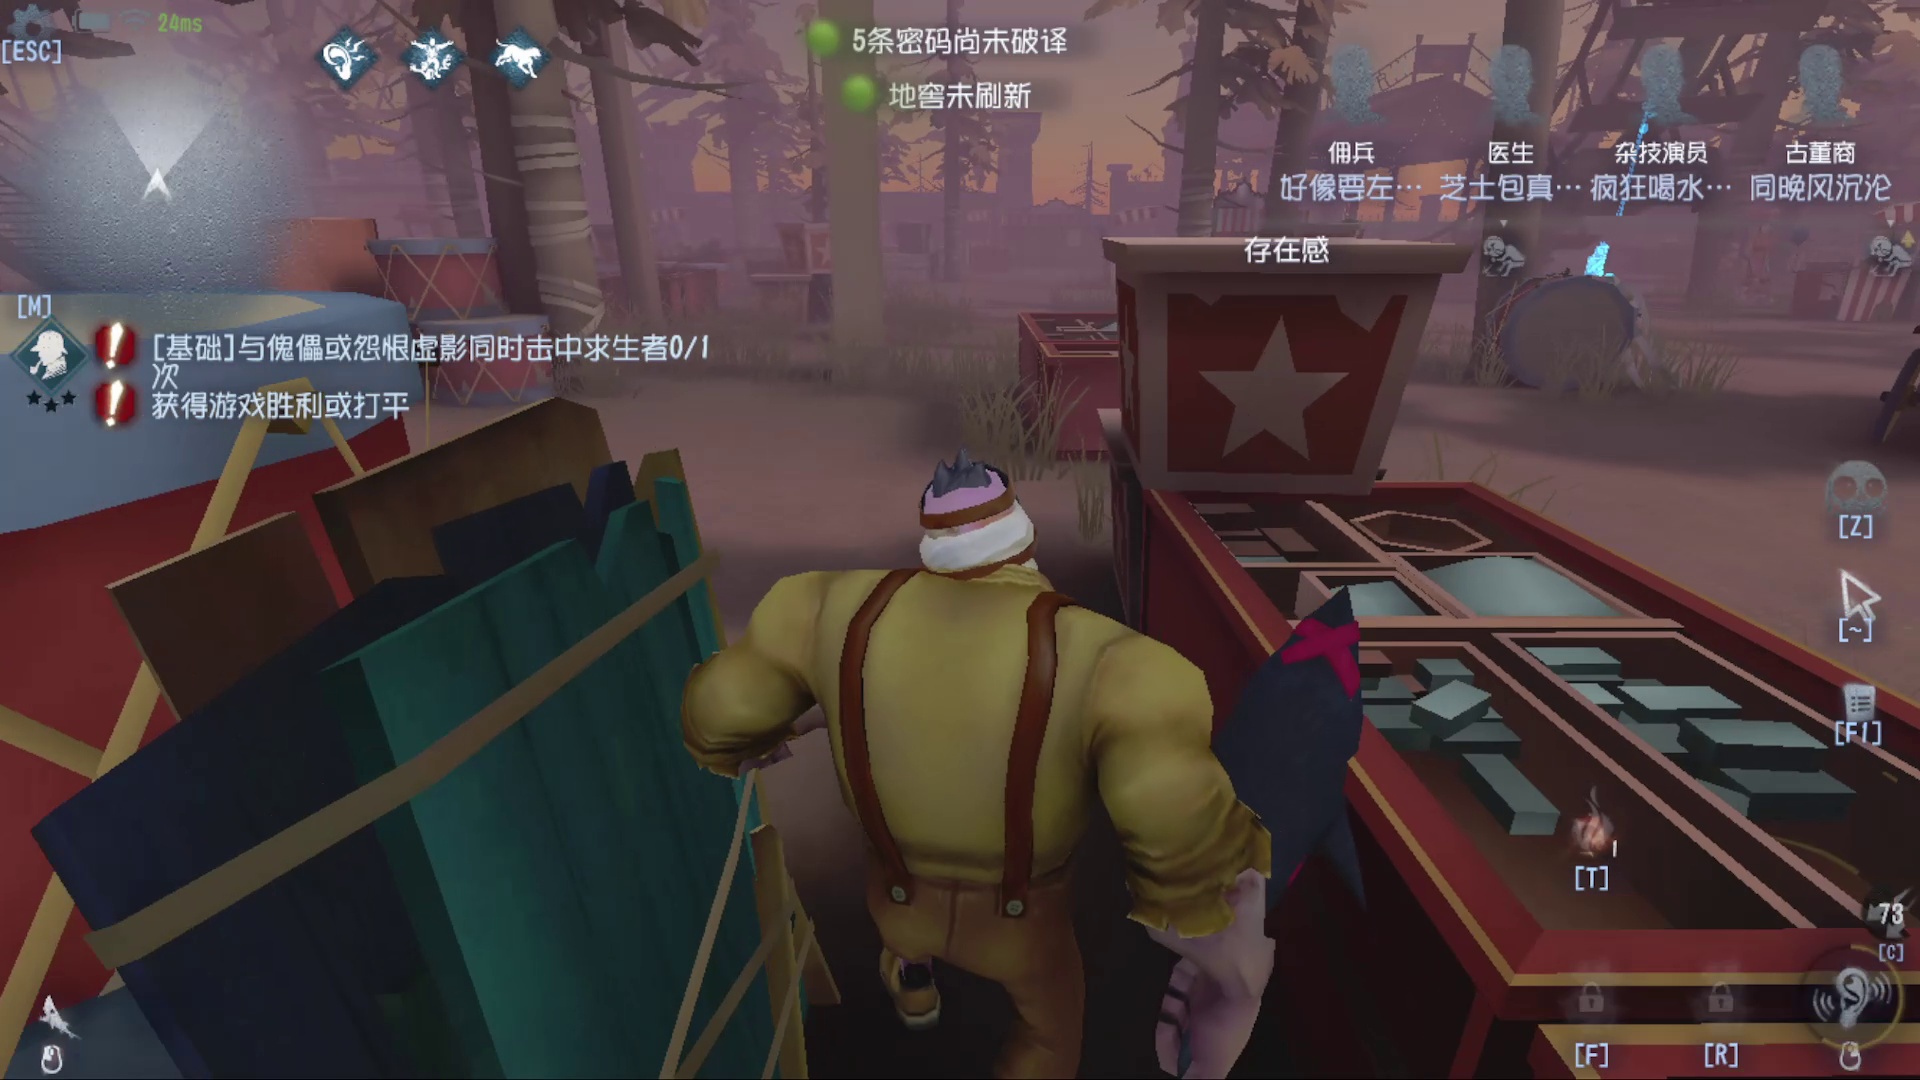 24ms
[ESC]
5条密码尚未破译
地窖未刷新
佣兵 医生 杂技演员 古董商
好像要左… 芝士包真… 疯狂喝水… 同晚风沉沦
存在感
[M]
[基础]与傀儡或怨恨虚影同时击中求生者0/1
次
获得游戏胜利或打平
[Z]
[~]
[F1]
1
[T]
73
[C]
[F] [R]